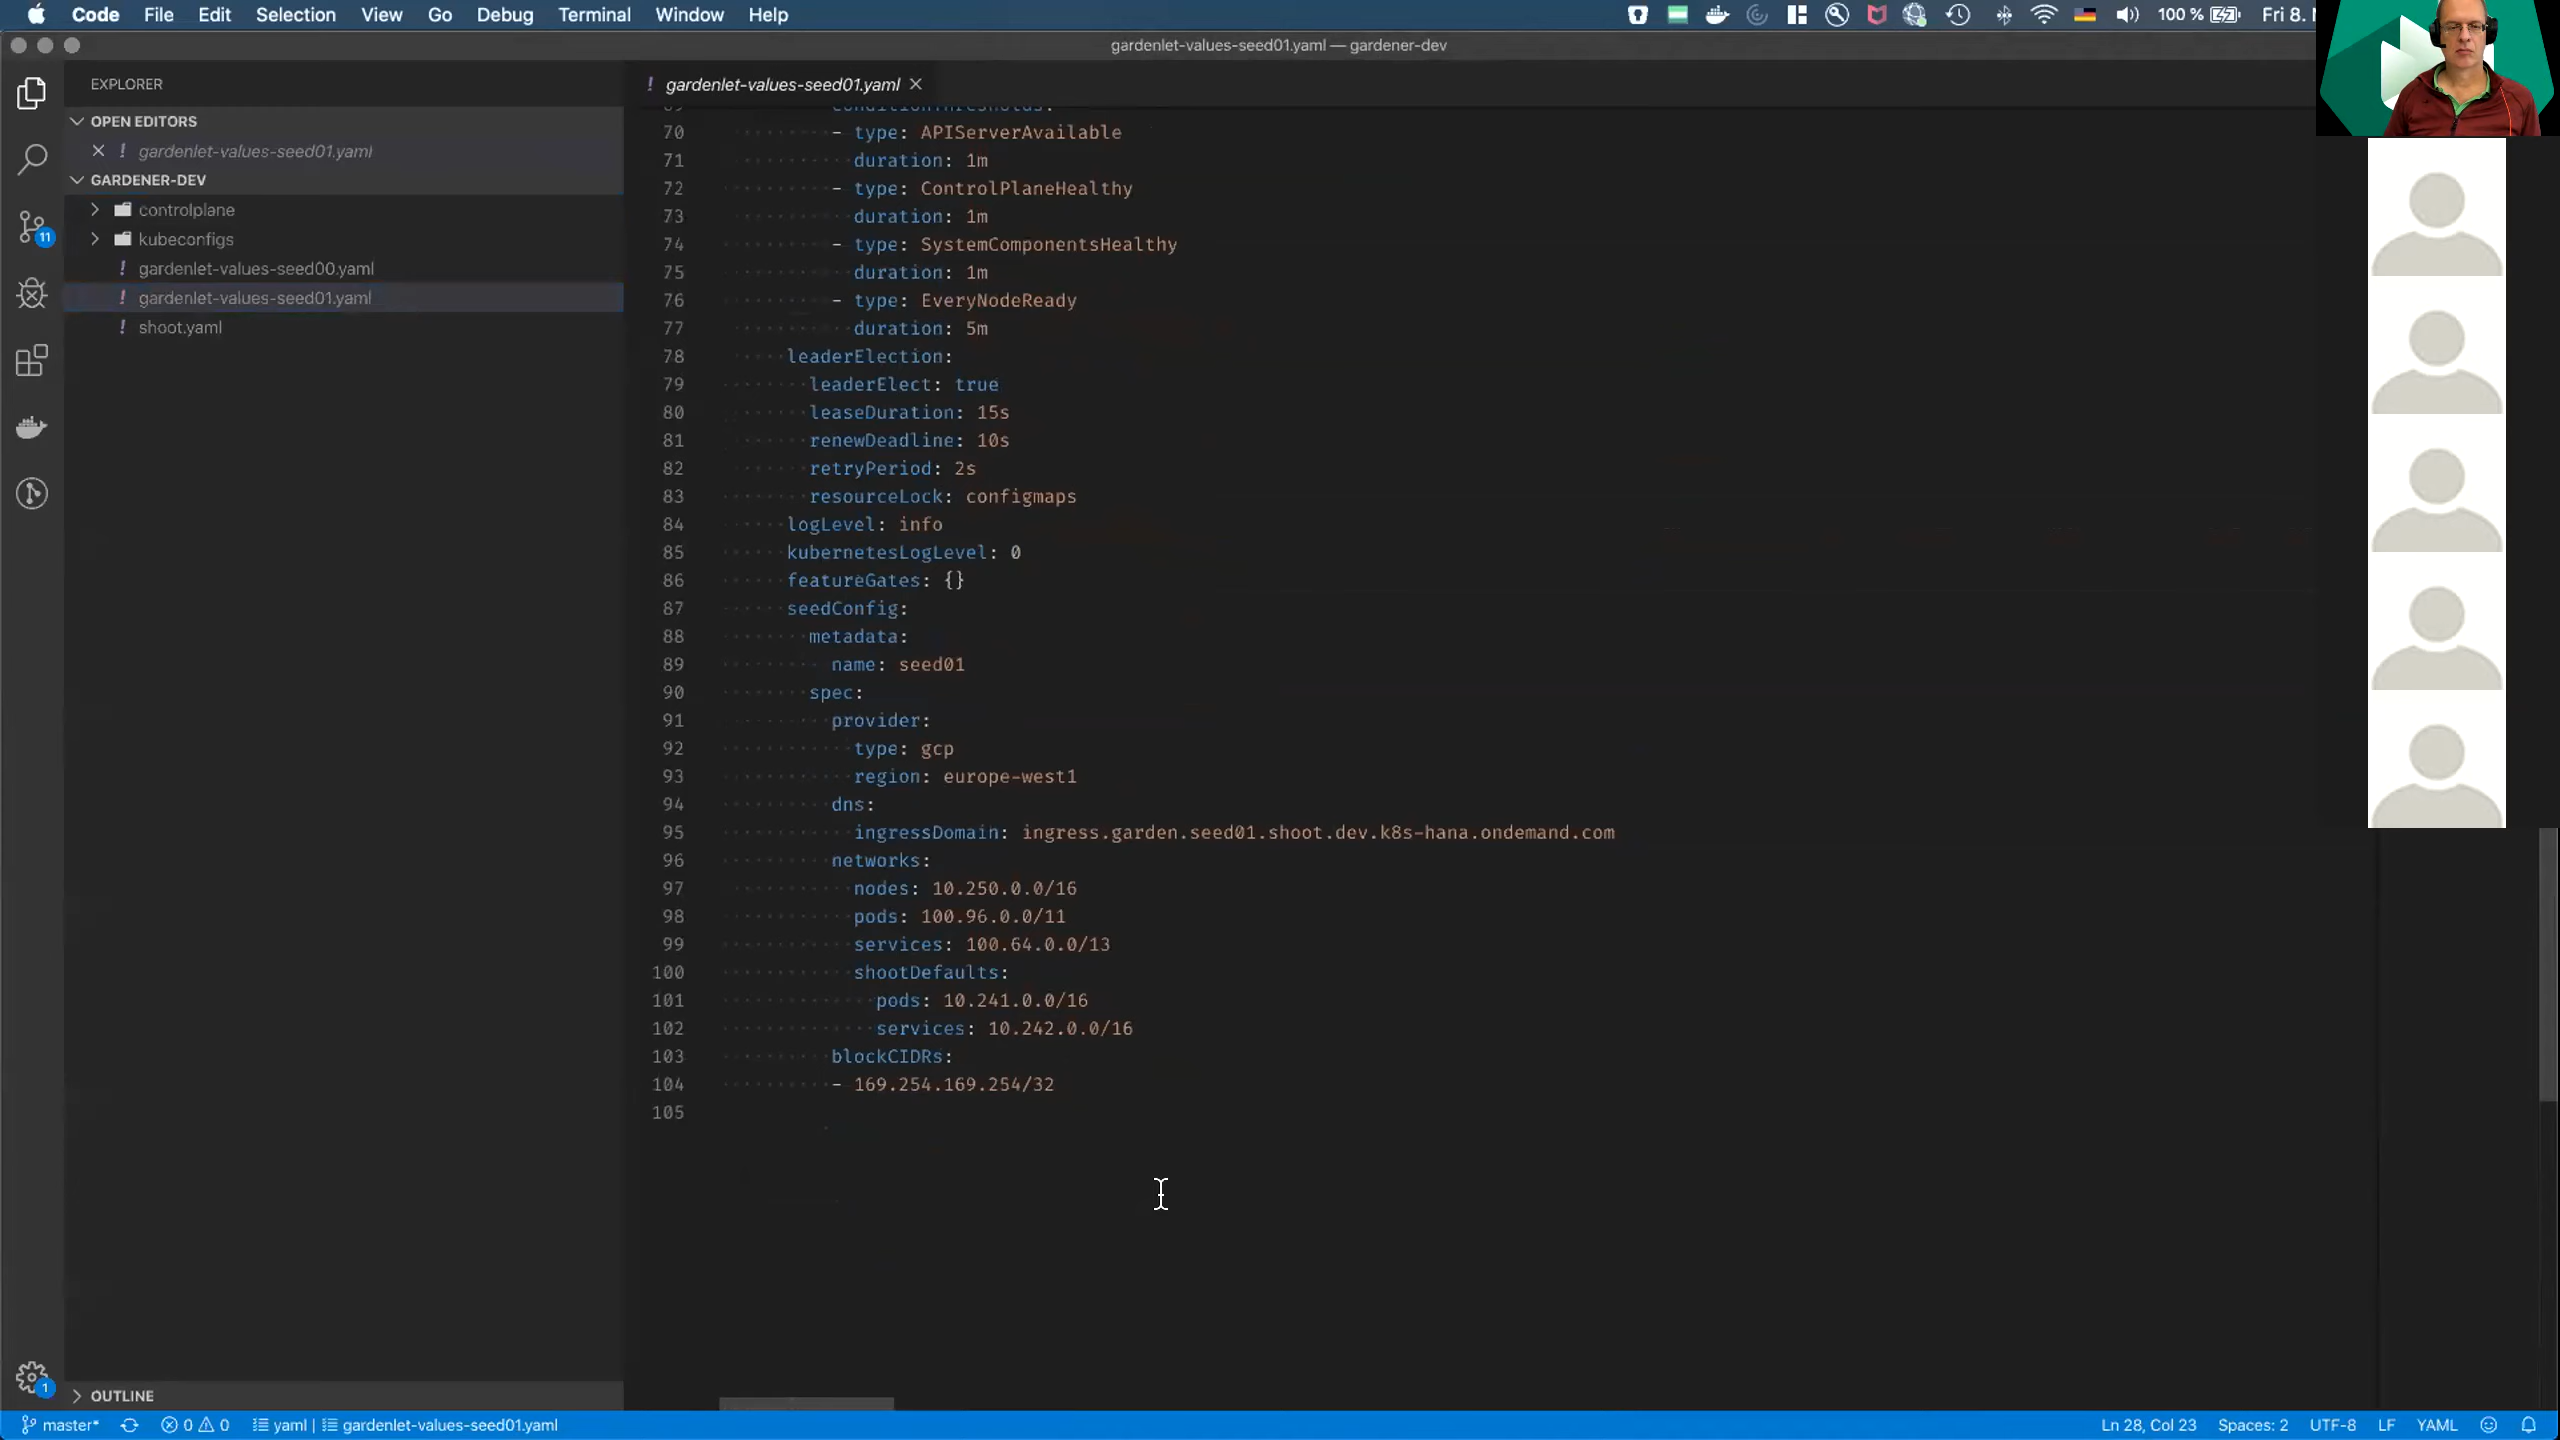 Code File Edit Selection View Go Debug Terminal Window Help 100 % Fri 8.
gardenlet-values-seed01.yaml — gardener-dev
EXPLORER
OPEN EDITORS
! gardenlet-values-seed01.yaml
GARDENER-DEV
controlplane
kubeconfigs
! gardenlet-values-seed00.yaml
! gardenlet-values-seed01.yaml
! shoot.yaml
11
1
OUTLINE
! gardenlet-values-seed01.yaml
69 conditionThresholds:
70 - type: APIServerAvailable
71 duration: 1m
72 - type: ControlPlaneHealthy
73 duration: 1m
74 - type: SystemComponentsHealthy
75 duration: 1m
76 - type: EveryNodeReady
77 duration: 5m
78 leaderElection:
79 leaderElect: true
80 leaseDuration: 15s
81 renewDeadline: 10s
82 retryPeriod: 2s
83 resourceLock: configmaps
84 logLevel: info
85 kubernetesLogLevel: 0
86 featureGates: {}
87 seedConfig:
88 metadata:
89 name: seed01
90 spec:
91 provider:
92 type: gcp
93 region: europe-west1
94 dns:
95 ingressDomain: ingress.garden.seed01.shoot.dev.k8s-hana.ondemand.com
96 networks:
97 nodes: 10.250.0.0/16
98 pods: 100.96.0.0/11
99 services: 100.64.0.0/13
100 shootDefaults:
101 pods: 10.241.0.0/16
102 services: 10.242.0.0/16
103 blockCIDRs:
104 - 169.254.169.254/32
105
master* 0 0 yaml | gardenlet-values-seed01.yaml Ln 28, Col 23 Spaces: 2 UTF-8 LF YAML